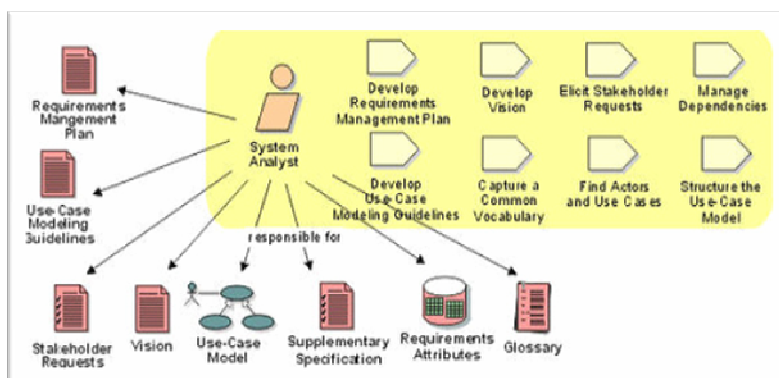 Requirements
Mangement
Plan
System
Analyst
Develop
Requirements
Management Plan
Develop
Vision
Elicit Stakeholder
Requests
Manage
Dependencies
Use-Case
Modeling
Guidelines
Develop
Use-Case
Modeling Guidelines
Capture a
Common
Vocabulary
Find Actors
and Use Cases
Structure the
Use-Case
Model
responsible for
Stakeholder
Requests
Vision
Use-Case
Model
Supplementary
Specification
Requirements
Attributes
Glossary